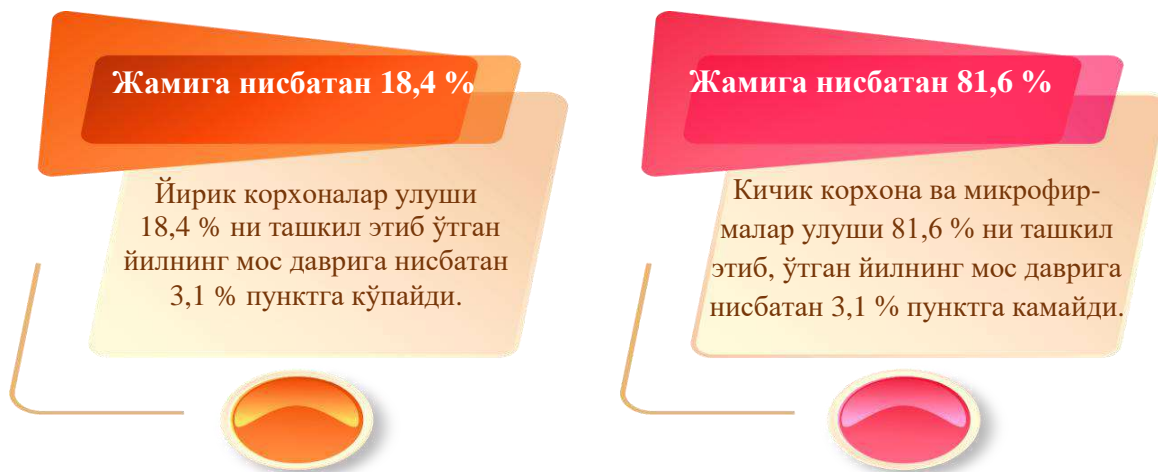 Жамига нисбатан 18,4 %
Йирик корхоналар улуши
18,4 % ни ташкил этиб ўтган
йилнинг мос даврига нисбатан
3,1 % пунктга кўпайди.
Жамига нисбатан 81,6 %
Кичик корхона ва микрофир-
малар улуши 81,6 % ни ташкил
этиб, ўтган йилнинг мос даврига
нисбатан 3,1 % пунктга камайди.